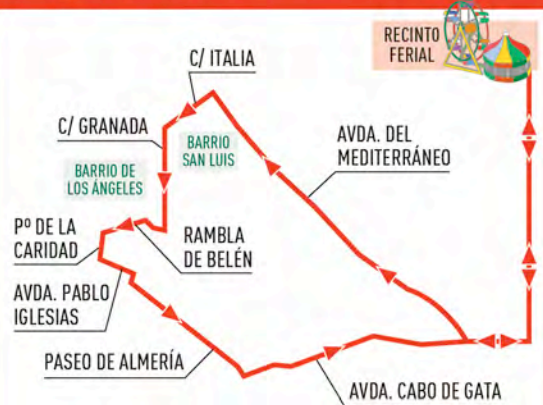 RECINTO
FERIAL
C/ ITALIA
C/ GRANADA
BARRIO
SAN LUIS
AVDA. DEL
MEDITERRÁNEO
BARRIO DE
LOS ÁNGELES
Pº DE LA
CARIDAD
RAMBLA
DE BELÉN
AVDA. PABLO
IGLESIAS
PASEO DE ALMERÍA
AVDA. CABO DE GATA